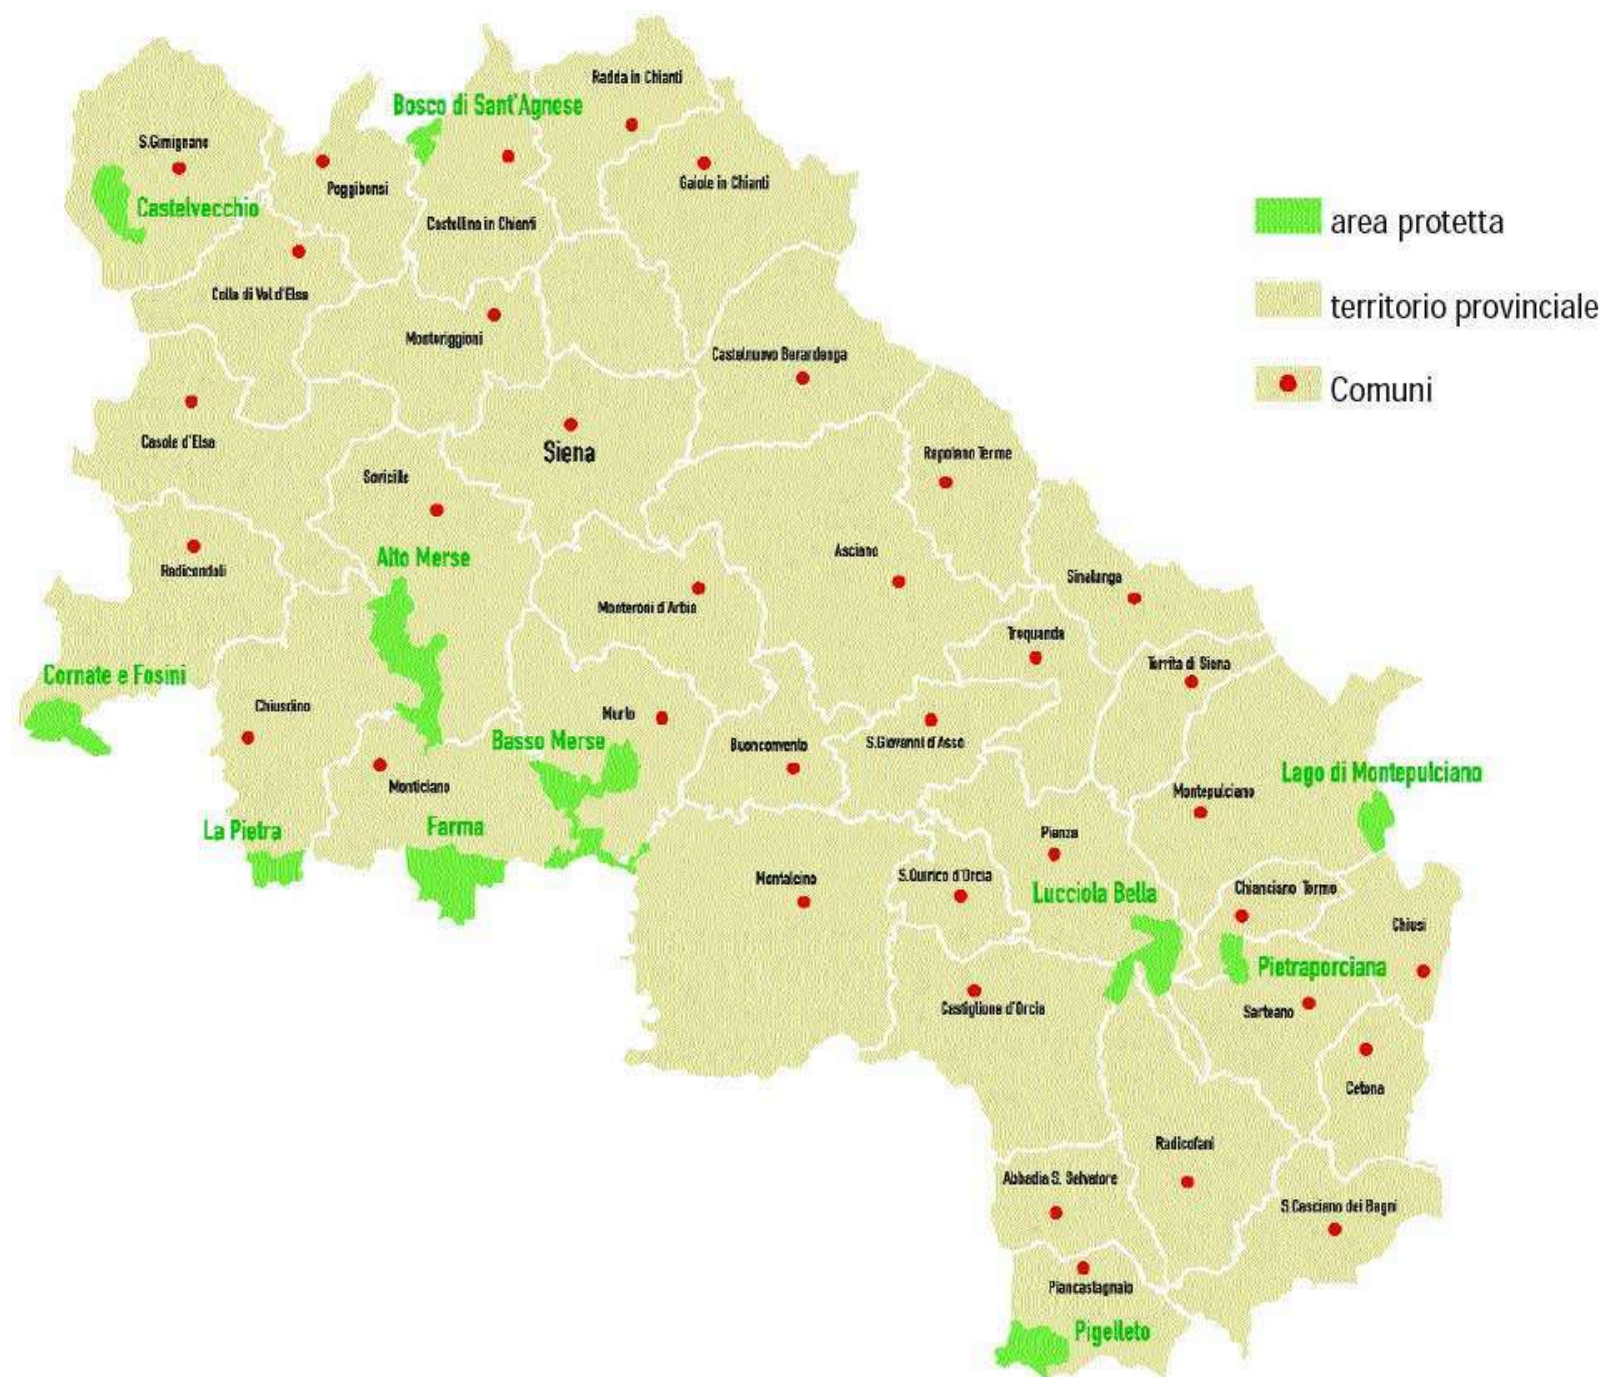 Radda in Chianti
Bosco di Sant'Agnese
S.Gimignano
Gaiole in Chianti
Poggibonsi
Castelvecchio
area protetta
Castellina in Chianti
Colle di Val d'Elsa
territorio provinciale
Monteriggioni
Castelnuovo Berardenga
Comuni
Casole d'Elsa
Siena
Rapolano Terme
Sovicille
Asciano
Alto Merse
Radicondoli
Sinalunga
Monteroni d'Arbia
Trequanda
Torrita di Siena
Cornate e Fosini
Chiusdino
Murlo
Basso Merse
Buonconvento
S.Giovanni d'Asso
Lago di Montepulciano
Monticiano
Montepulciano
La Pietra
Farma
Pienza
Montalcino
S.Quirico d'Orcia
Lucciola Bella
Chianciano Terme
Chiusi
Pietraporciana
Castiglione d'Orcia
Sarteano
Cetona
Radicofani
Abbadia S. Salvatore
S.Casciano dei Bagni
Piancastagnaio
Pigelleto